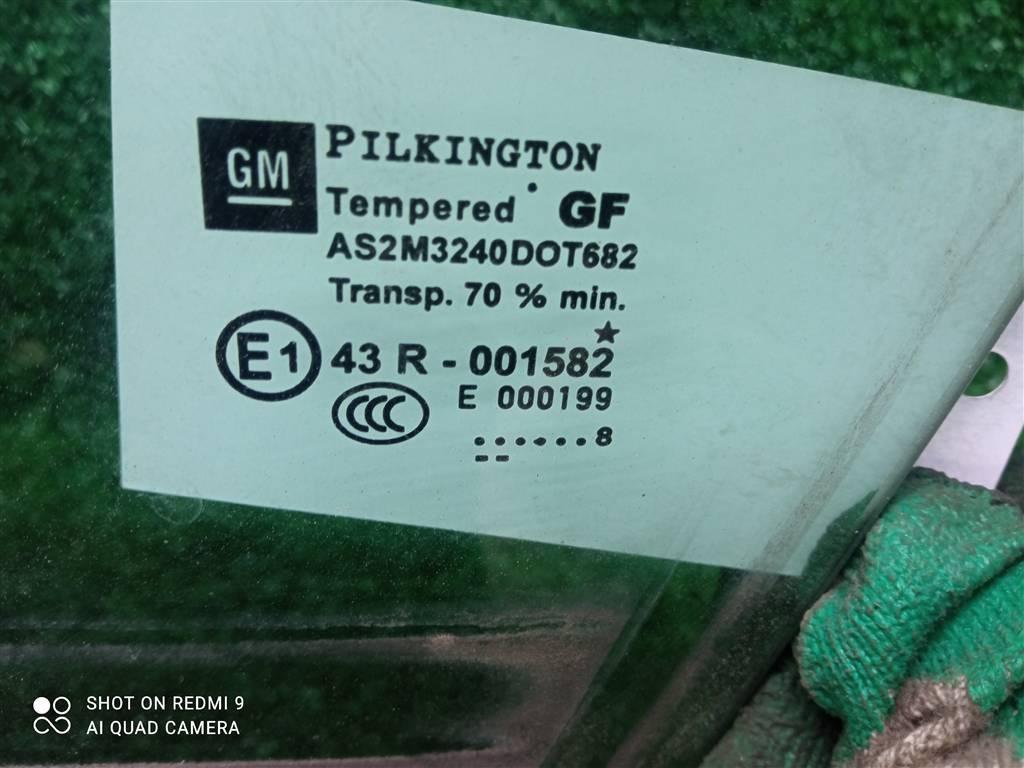 GM
PILKINGTON
Tempered GF
AS2M3240DOT682
Transp. 70 % min.
E1 43 R - 001582
CCC E 000199
......8
SHOT ON REDMI 9
AI QUAD CAMERA